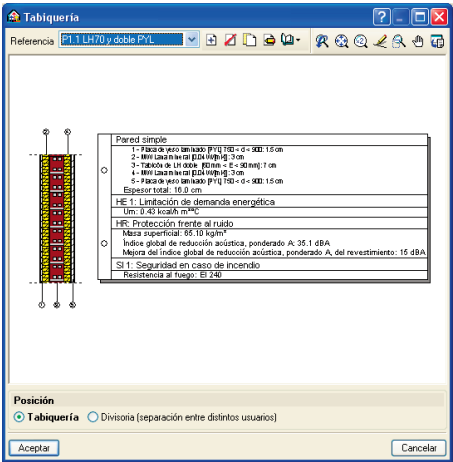 Tabiquería
Referencia P1.1 LH70 y doble PYL
Pared simple
1 - Placa de yeso laminado [PYL] 750 < d < 900: 1.5 cm
2 - MW Lana mineral [0.04 W/[mK]]: 3 cm
3 - Tabicón de LH doble [60 mm < E < 90 mm]: 7 cm
4 - MW Lana mineral [0.04 W/[mK]]: 3 cm
5 - Placa de yeso laminado [PYL] 750 < d < 900: 1.5 cm
Espesor total: 16.0 cm
HE 1: Limitación de demanda energética
Um: 0.43 kcal/h m²°C
HR: Protección frente al ruido
Masa superficial: 65.10 kg/m²
Índice global de reducción acústica, ponderado A: 35.1 dBA
Mejora del índice global de reducción acústica, ponderado A, del revestimiento: 15 dBA
SI 1: Seguridad en caso de incendio
Resistencia al fuego: EI 240
Posición
Tabiquería Divisoria (separación entre distintos usuarios)
Aceptar Cancelar